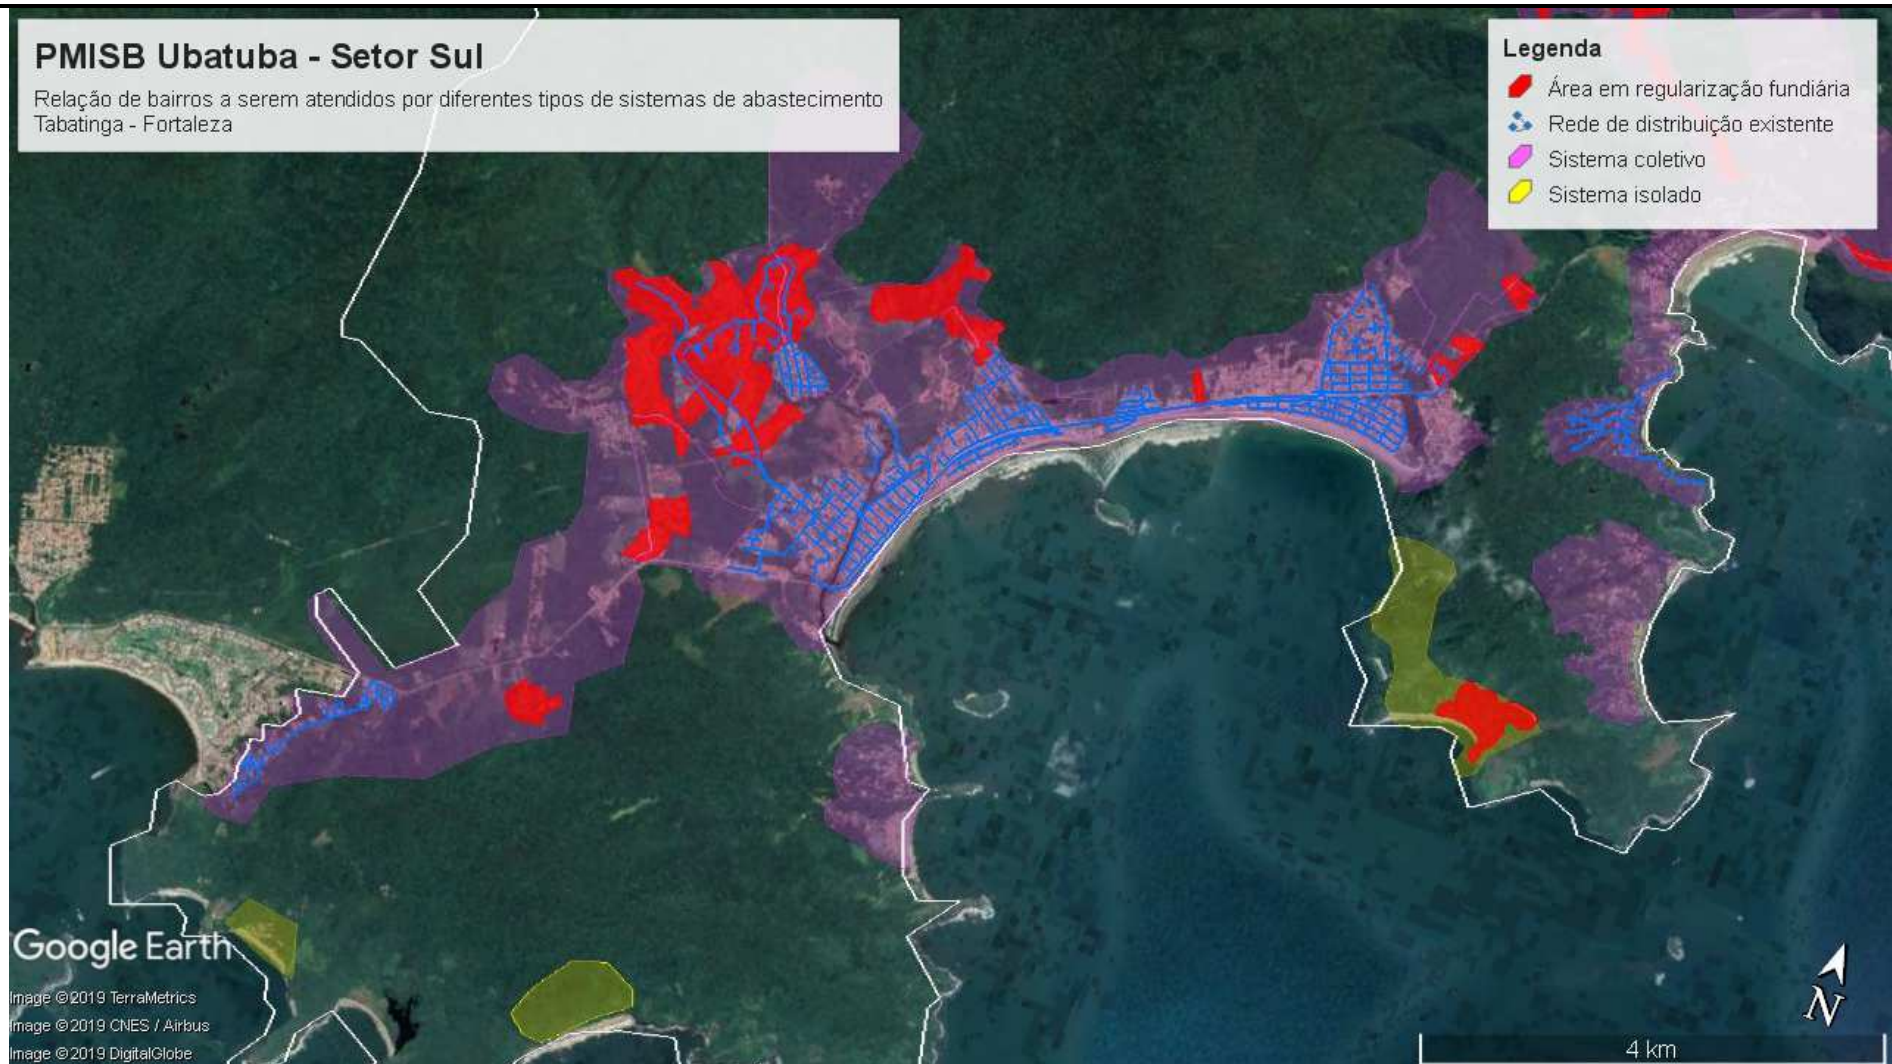 PMISB Ubatuba - Setor Sul
Relação de bairros a serem atendidos por diferentes tipos de sistemas de abastecimento
Tabatinga - Fortaleza
Legenda
Área em regularização fundiária
Rede de distribuição existente
Sistema coletivo
Sistema isolado
Google Earth
Image ©2019 TerraMetrics
Image ©2019 CNES / Airbus
Image ©2019 DigitalGlobe
N
4 km